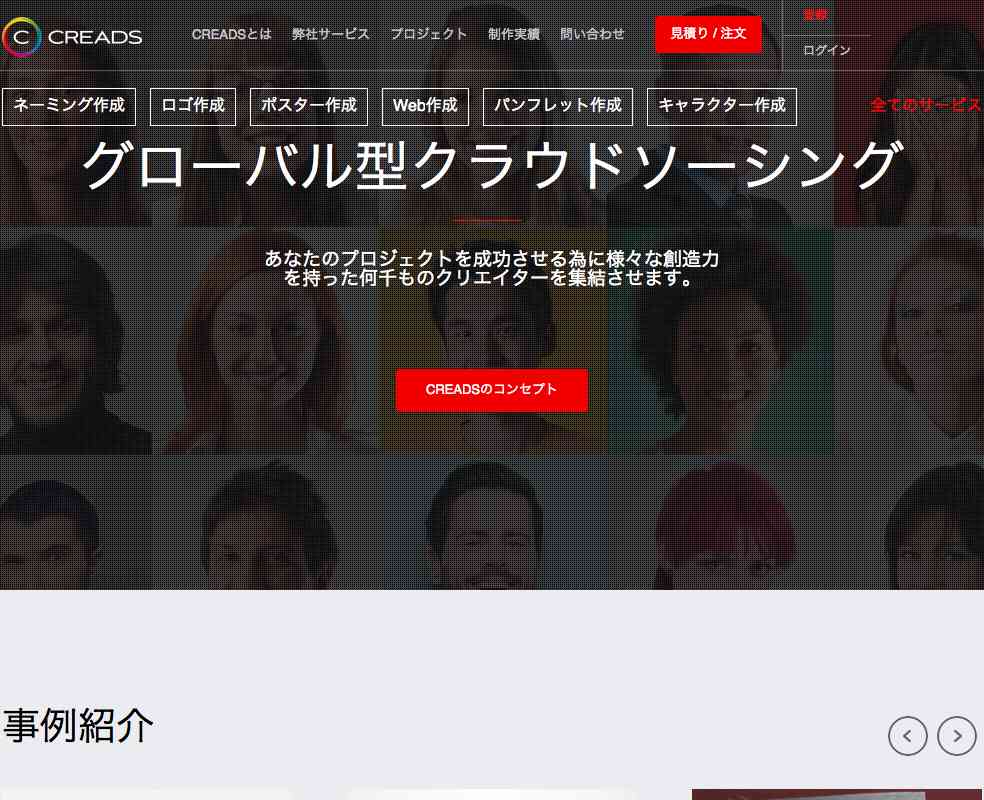 CREADS
CREADSとは
弊社サービス
プロジェクト
制作実績
問い合わせ
見積り / 注文
登録
ログイン
ネーミング作成
ロゴ作成
ポスター作成
Web作成
パンフレット作成
キャラクター作成
全てのサービス
グローバル型クラウドソーシング
あなたのプロジェクトを成功させる為に様々な創造力
を持った何千ものクリエイターを集結させます。
CREADSのコンセプト
事例紹介